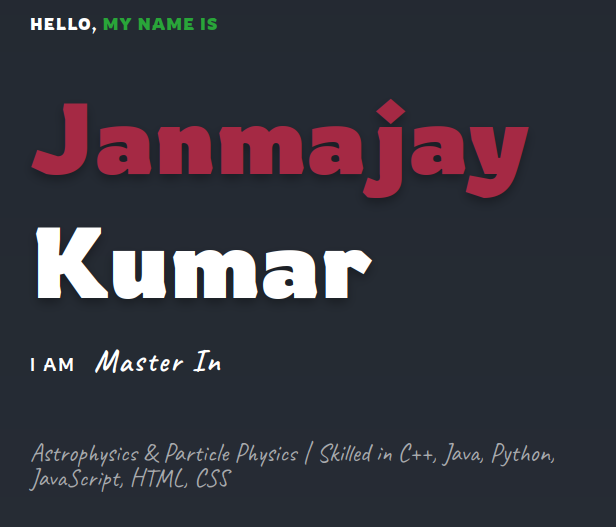 HELLO, MY NAME IS
Janmajay
Kumar
I AM Master In
Astrophysics & Particle Physics | Skilled in C++, Java, Python,
JavaScript, HTML, CSS